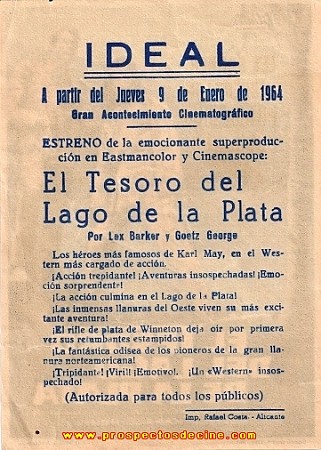 IDEAL
A partir del Jueves 9 de Enero de 1964
Gran Acontecimiento Cinematográfico
ESTRENO de la emocionante superproduc-
ción en Eastmancolor y Cinemascope:
El Tesoro del
Lago de la Plata
Por Lex Barker y Goetz George
Los héroes más famosos de Karl May, en el Wes-
tern más cargado de acción.
¡Acción trepidante! ¡Aventuras insospechadas! ¡Emo-
ción sorprendente!
¡La acción culmina en el Lago de la Plata!
¡Las inmensas llanuras del Oeste viven su más exci-
tante aventura!
¡El rifle de plata de Winneton deja oir por primera
vez sus retumbantes estampidos!
¡La fantástica odisea de los pioneros de la gran lla-
nura norteamericana!
¡Tripidante! ¡Viril! ¡Emotivo!. ¡Un «Western» insos-
pechado!
(Autorizada para todos los públicos)
Imp. Rafael Costa. - Alicante
www.prospectosdecine.com